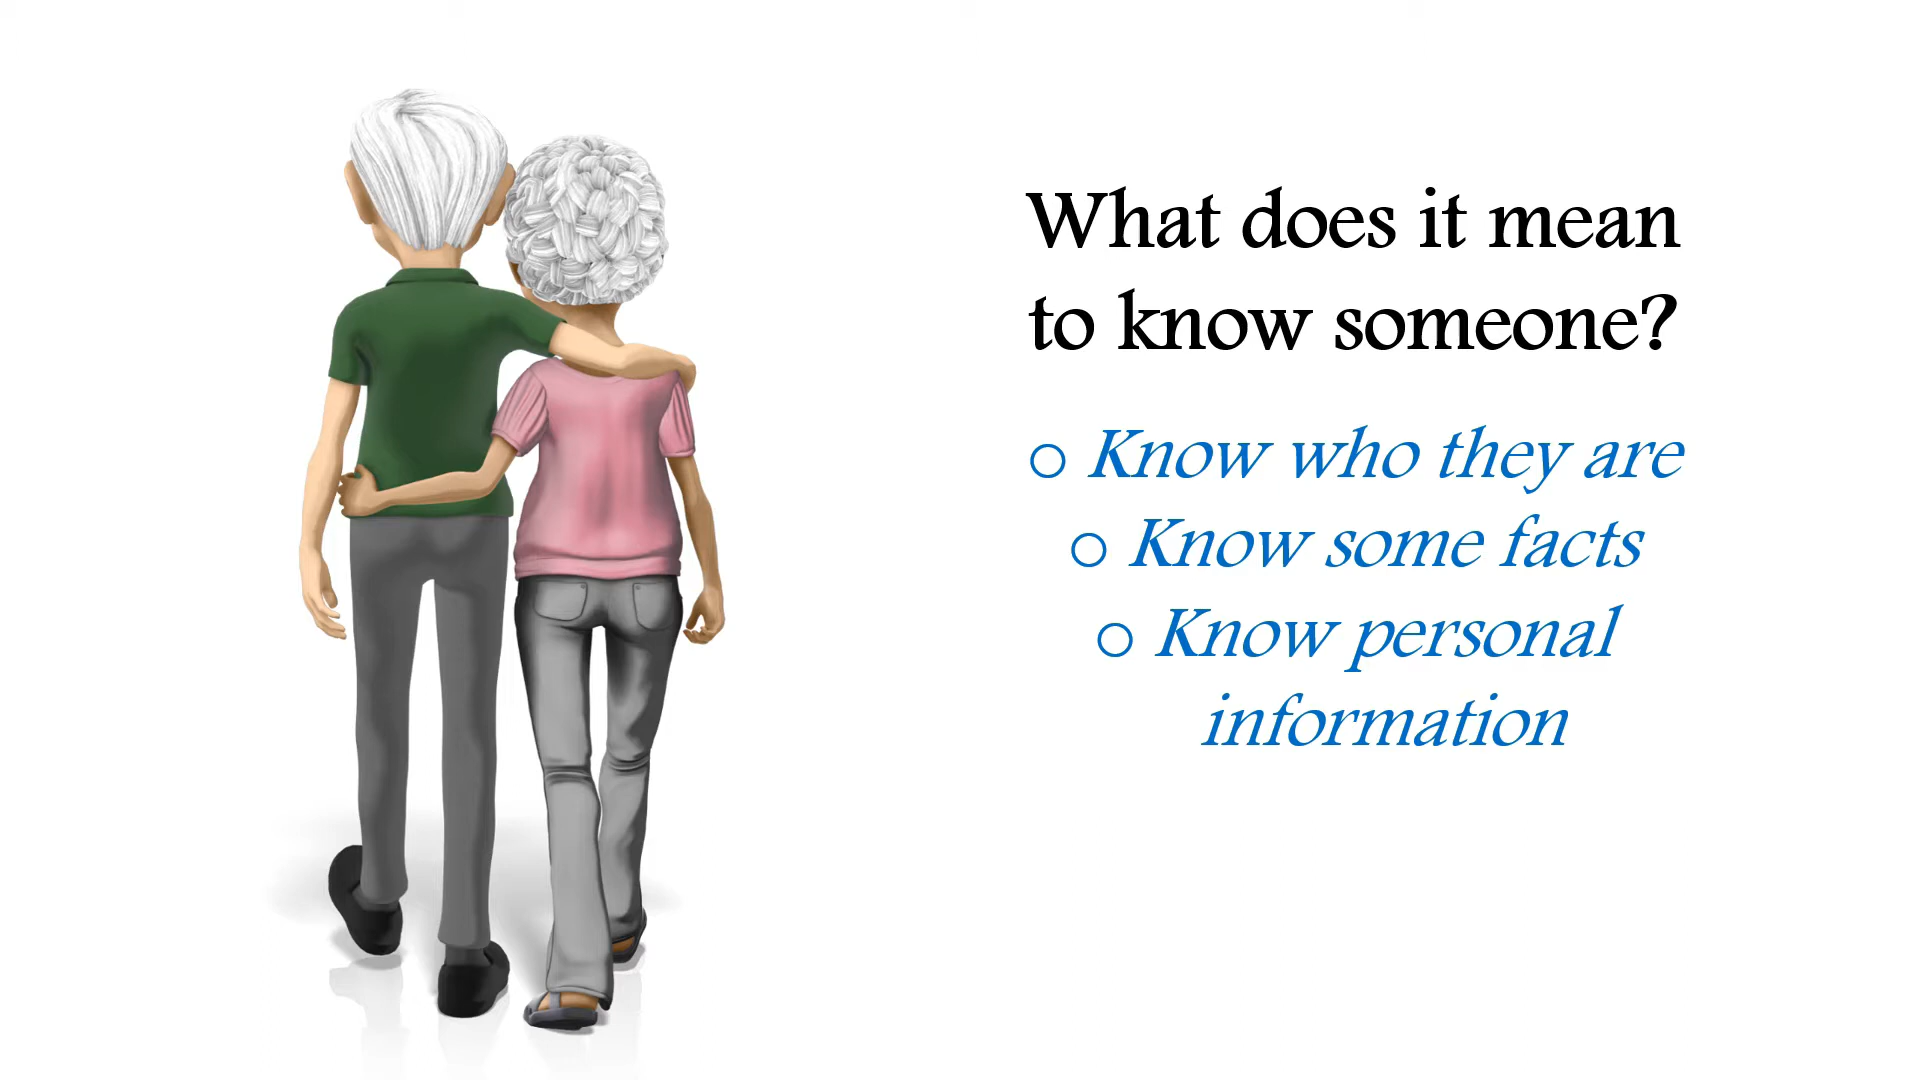 What does it mean
to know someone?
o Know who they are
o Know some facts
o Know personal
information